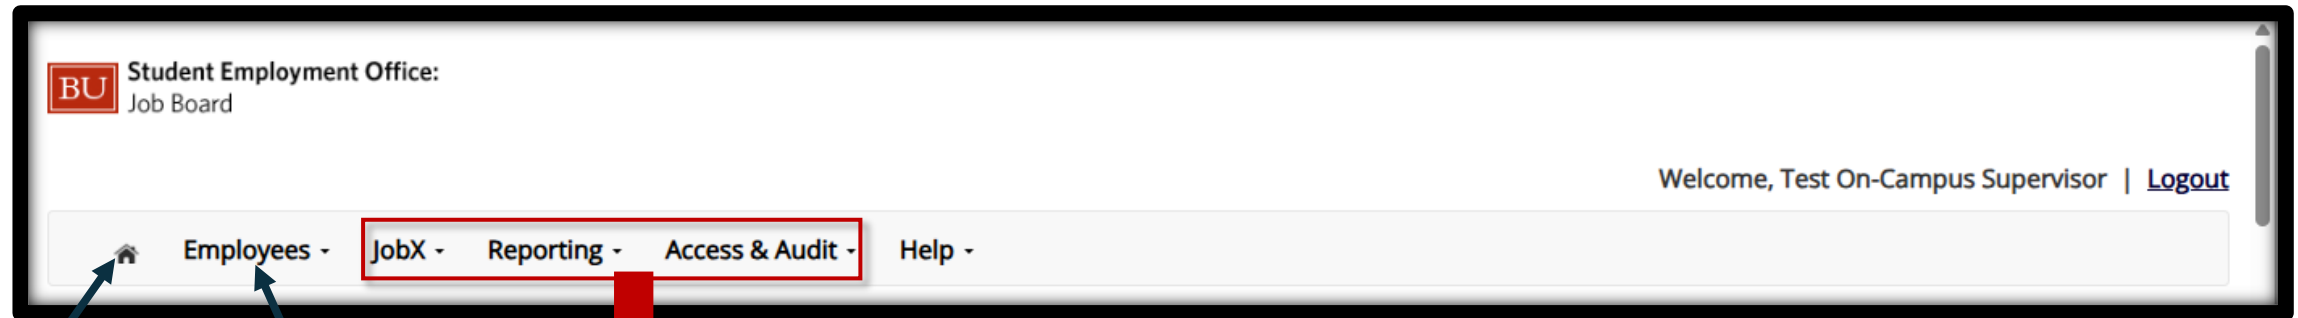 BU
Student Employment Office:
Job Board
Welcome, Test On-Campus Supervisor | Logout
Employees JobX Reporting Access & Audit Help